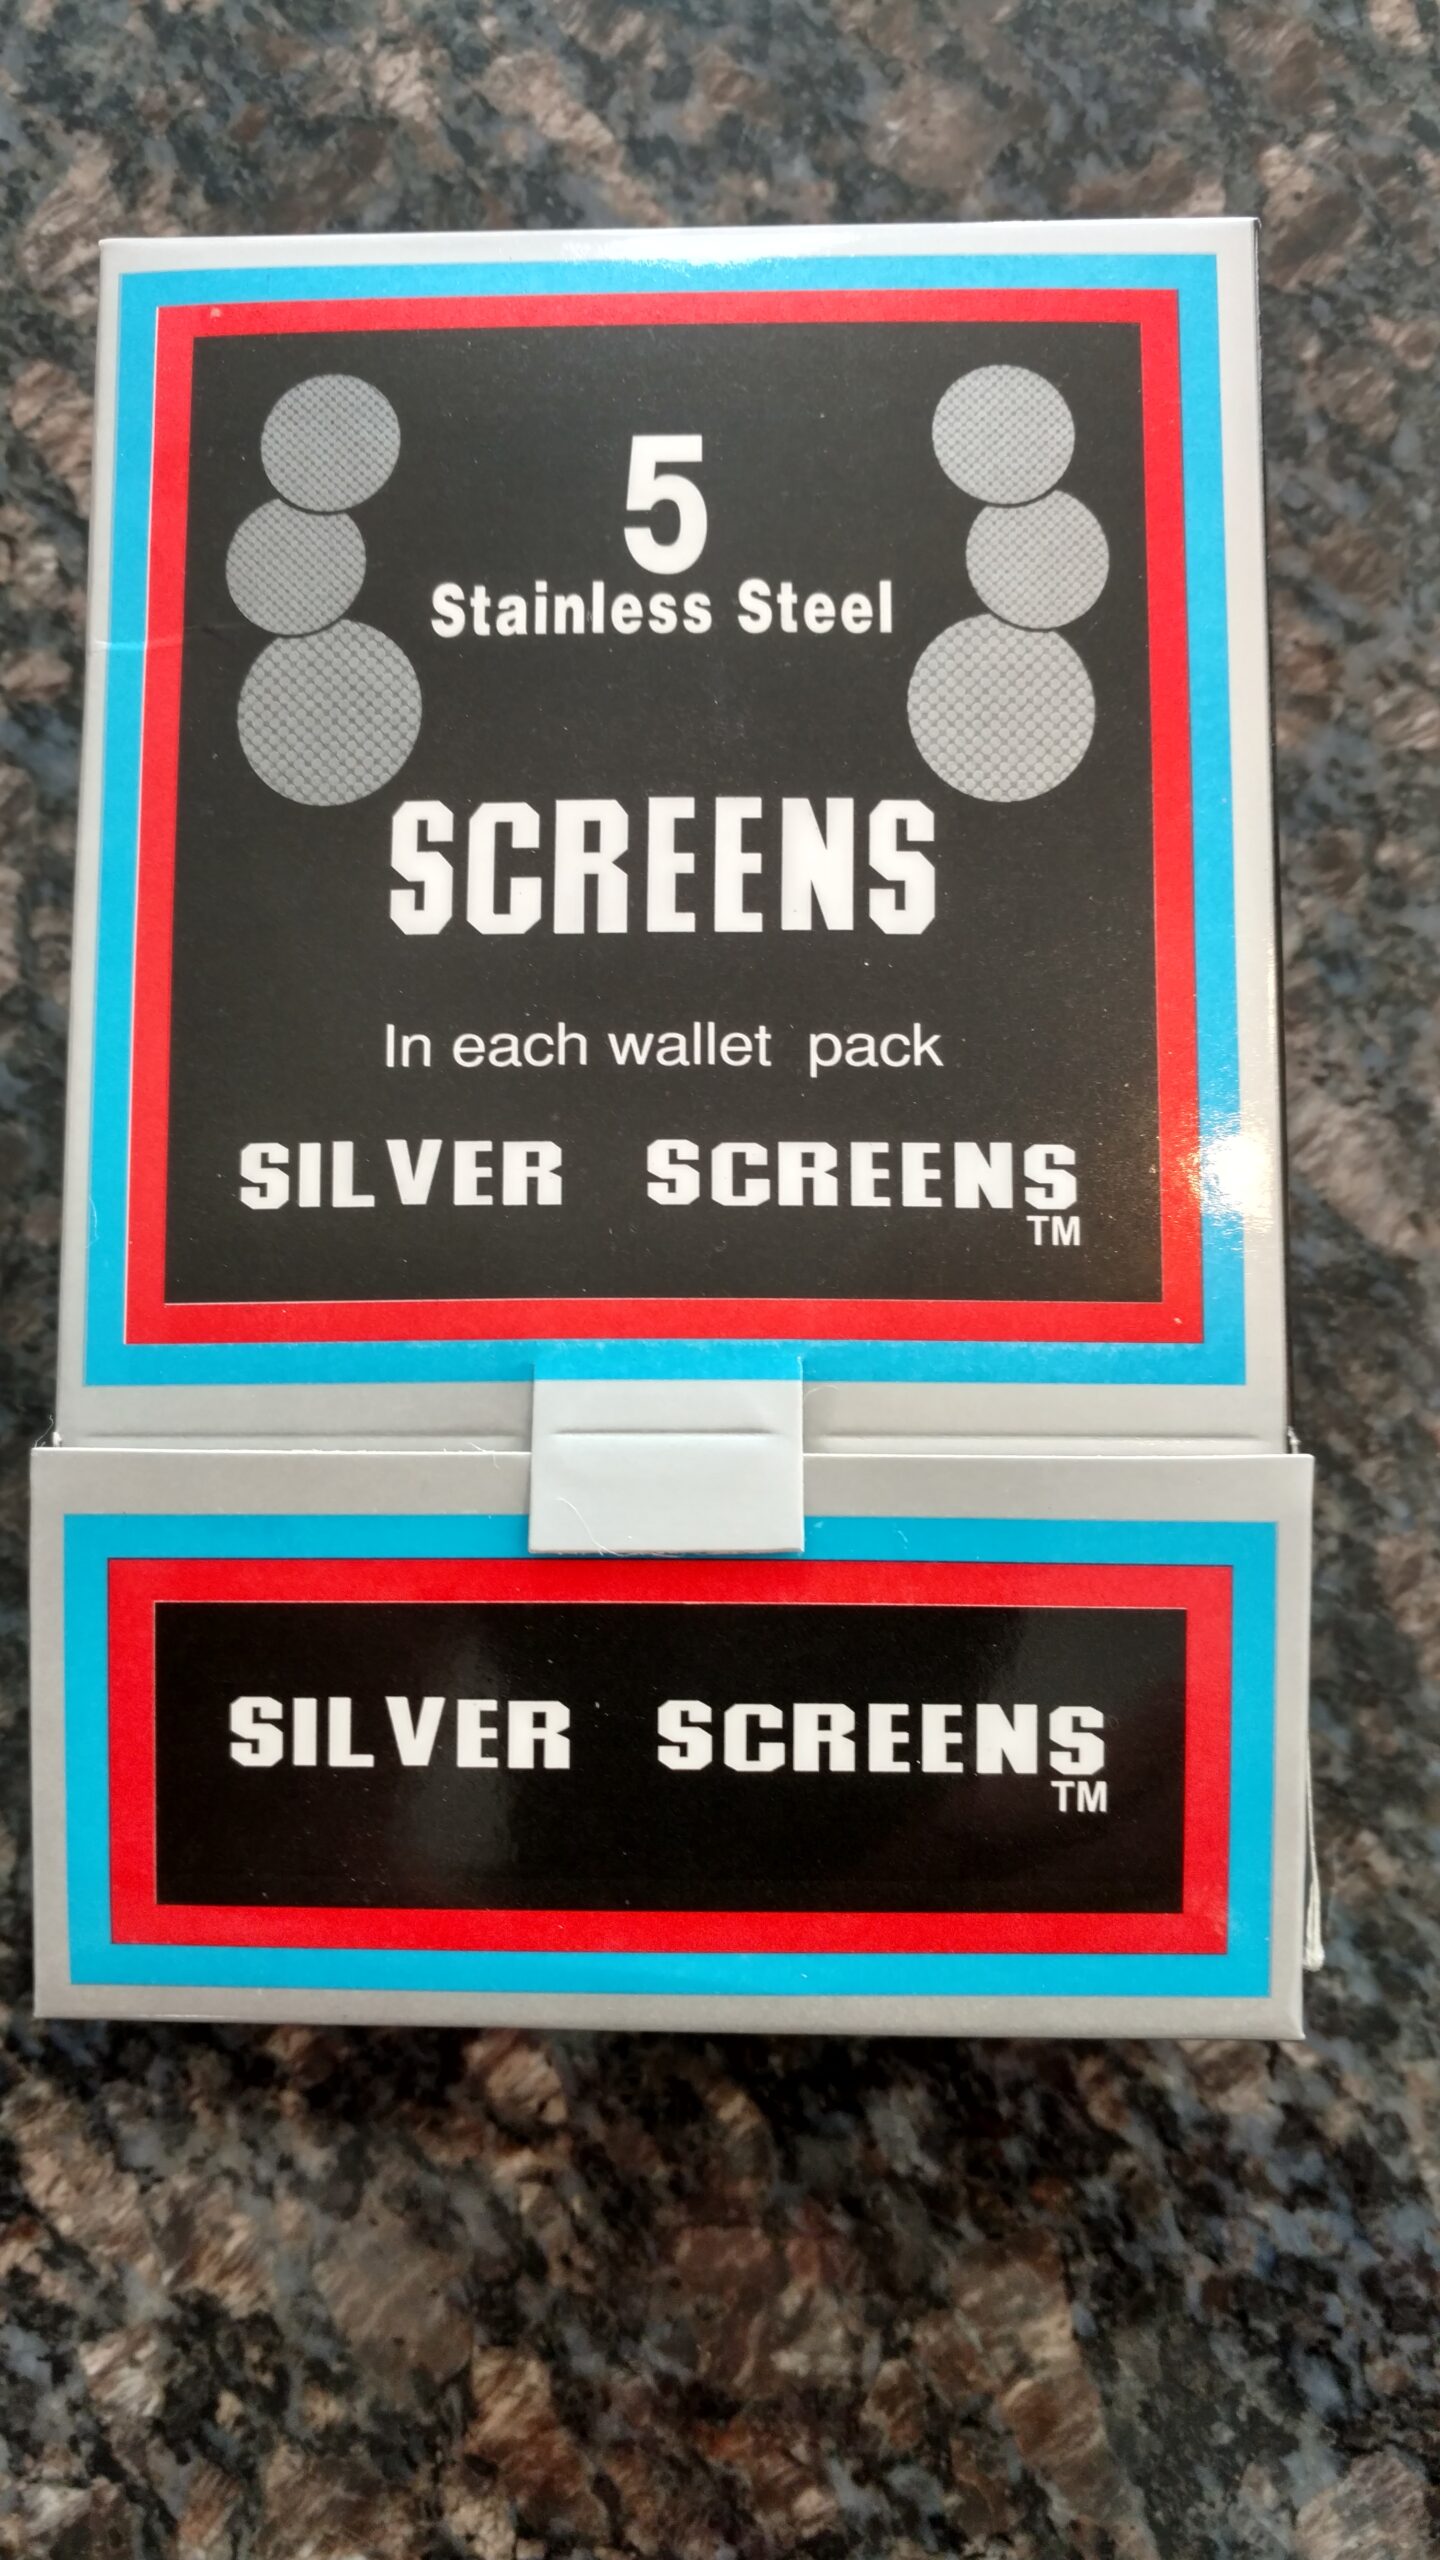 5
Stainless Steel
SCREENS
In each wallet pack
SILVER SCREENS
TM
SILVER SCREENS
TM